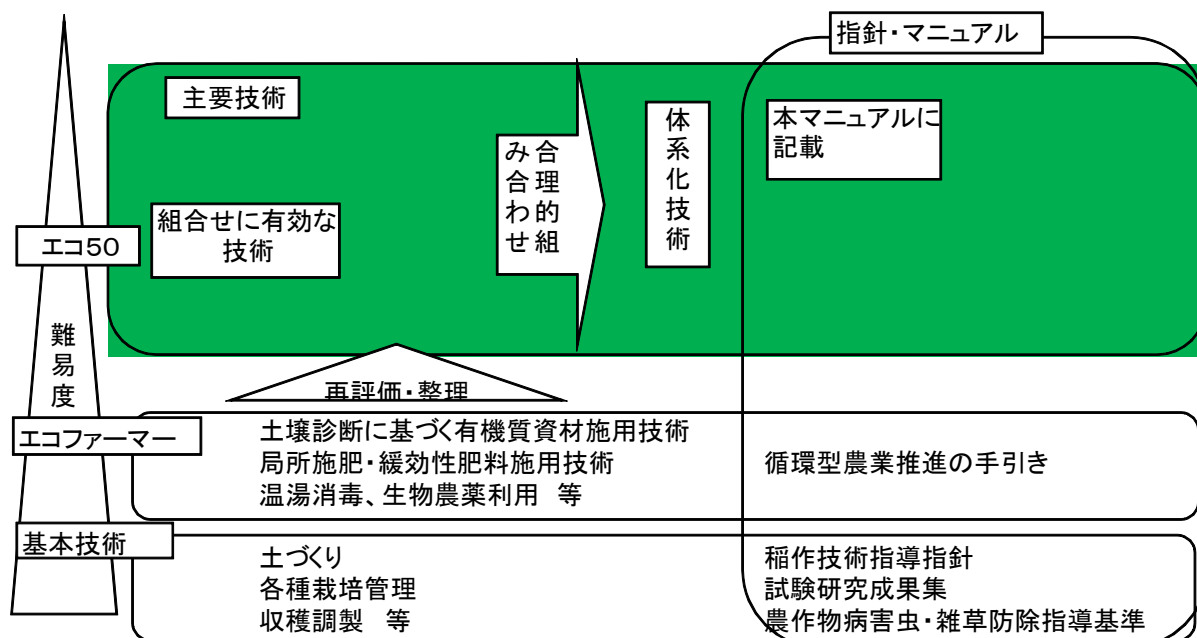 指針・マニュアル
主要技術
本マニュアルに
記載
合理的組
み合わせ
体系化技術
組合せに有効な
技術
エコ50
難易度
再評価・整理
エコファーマー
土壌診断に基づく有機質資材施用技術
局所施肥・緩効性肥料施用技術
温湯消毒、生物農薬利用 等
循環型農業推進の手引き
基本技術
土づくり
各種栽培管理
収穫調製 等
稲作技術指導指針
試験研究成果集
農作物病害虫・雑草防除指導基準